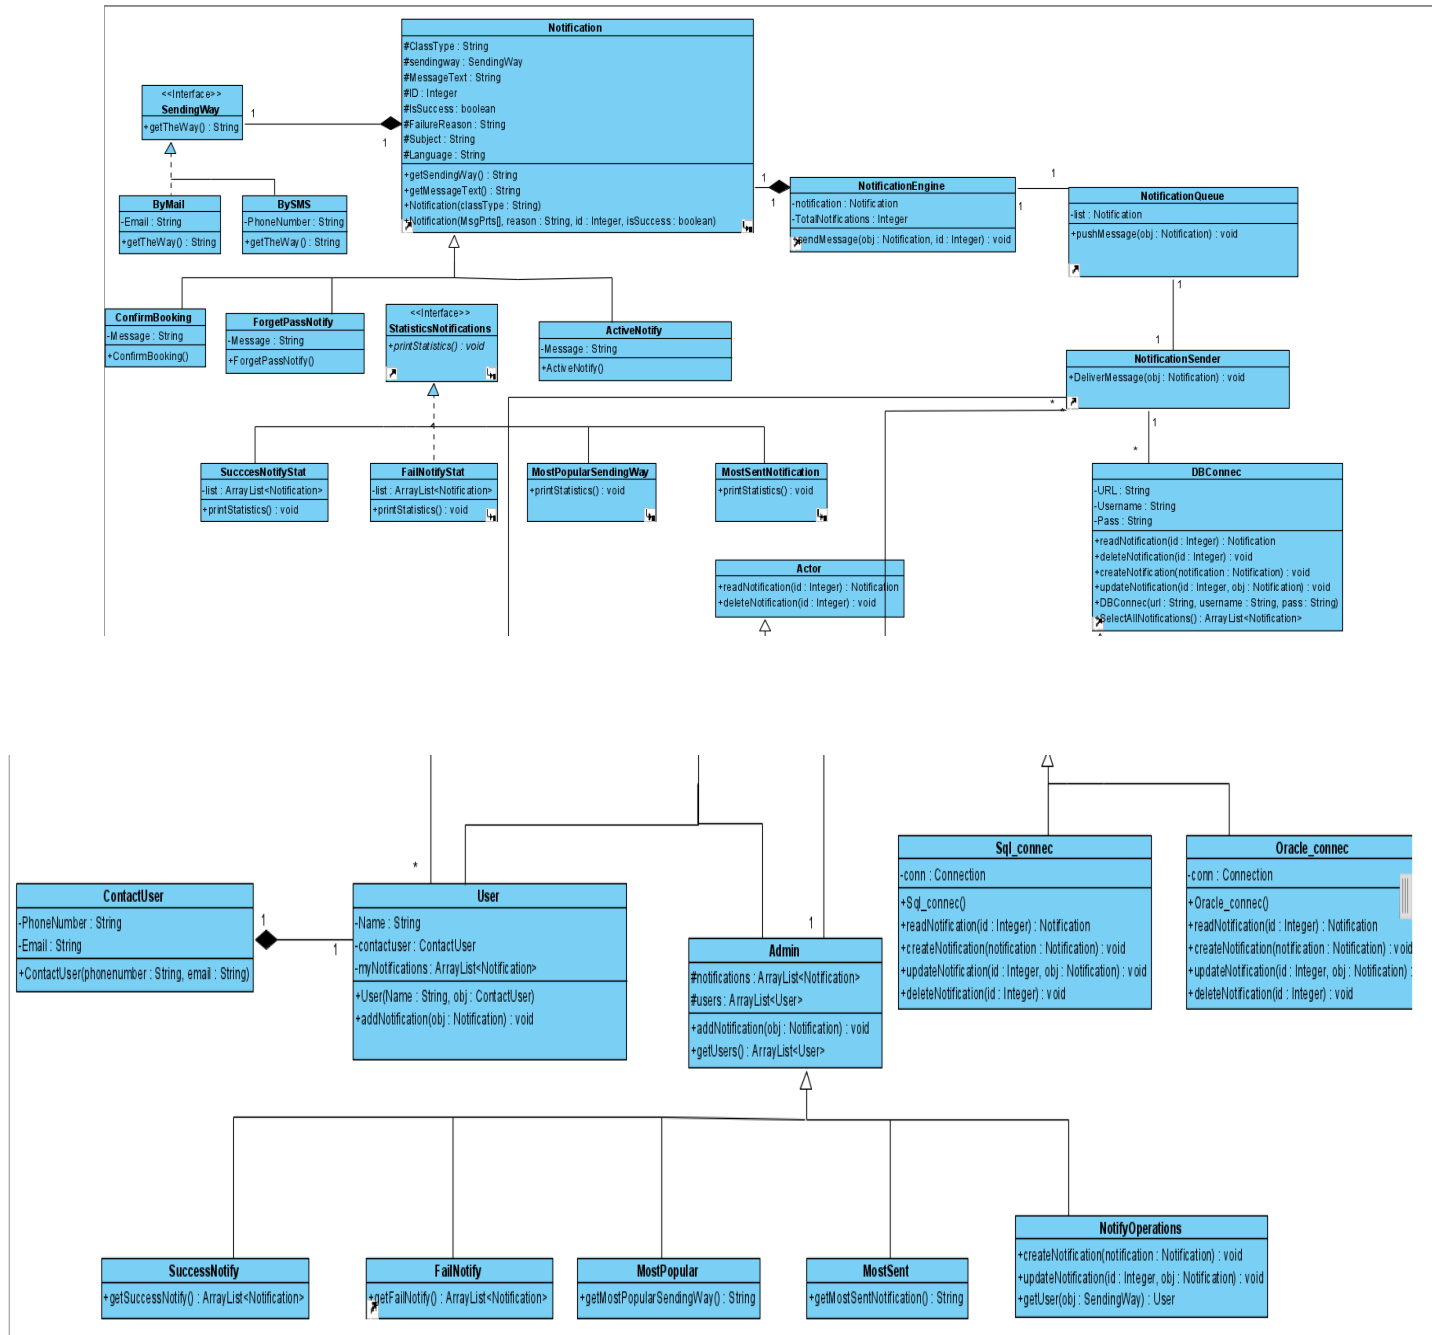 Notification
#ClassType : String
#sendingway : SendingWay
#MessageText : String
#ID : Integer
#IsSuccess : boolean
#FailureReason : String
#Subject : String
#Language : String
+getSendingWay() : String
+getMessageText() : String
+Notification(classType : String)
+Notification(MsgPrts[], reason : String, id : Integer, isSuccess : boolean)
<<Interface>>
SendingWay
+getTheWay() : String
1
1
ByMail
-Email : String
+getTheWay() : String
BySMS
-PhoneNumber : String
+getTheWay() : String
1
1
NotificationEngine
-notification : Notification
-TotalNotifications : Integer
+sendMessage(obj : Notification, id : Integer) : void
1
1
NotificationQueue
-list : Notification
+pushMessage(obj : Notification) : void
1
1
ConfirmBooking
-Message : String
+ConfirmBooking()
ForgetPassNotify
-Message : String
+ForgetPassNotify()
<<Interface>>
StatisticsNotifications
+printStatistics() : void
ActiveNotify
-Message : String
+ActiveNotify()
NotificationSender
+DeliverMessage(obj : Notification) : void
*
*
1
*
1
SucccesNotifyStat
-list : ArrayList<Notification>
+printStatistics() : void
FailNotifyStat
-list : ArrayList<Notification>
+printStatistics() : void
MostPopularSendingWay
+printStatistics() : void
MostSentNotification
+printStatistics() : void
DBConnec
-URL : String
-Username : String
-Pass : String
+readNotification(id : Integer) : Notification
+deleteNotification(id : Integer) : void
+createNotification(notification : Notification) : void
+updateNotification(id : Integer, obj : Notification) : void
+DBConnec(url : String, username : String, pass : String)
+SelectAllNotifications() : ArrayList<Notification>
Actor
+readNotification(id : Integer) : Notification
+deleteNotification(id : Integer) : void
*
1
ContactUser
-PhoneNumber : String
-Email : String
+ContactUser(phonenumber : String, email : String)
1
1
User
-Name : String
-contactuser : ContactUser
-myNotifications : ArrayList<Notification>
+User(Name : String, obj : ContactUser)
+addNotification(obj : Notification) : void
Admin
#notifications : ArrayList<Notification>
#users : ArrayList<User>
+addNotification(obj : Notification) : void
+getUsers() : ArrayList<User>
Sql_connec
-conn : Connection
+Sql_connec()
+readNotification(id : Integer) : Notification
+createNotification(notification : Notification) : void
+updateNotification(id : Integer, obj : Notification) : void
+deleteNotification(id : Integer) : void
Oracle_connec
-conn : Connection
+Oracle_connec()
+readNotification(id : Integer) : Notification
+createNotification(notification : Notification) : void
+updateNotification(id : Integer, obj : Notification) :
+deleteNotification(id : Integer) : void
SuccessNotify
+getSuccessNotify() : ArrayList<Notification>
FailNotify
+getFailNotify() : ArrayList<Notification>
MostPopular
+getMostPopularSendingWay() : String
MostSent
+getMostSentNotification() : String
NotifyOperations
+createNotification(notification : Notification) : void
+updateNotification(id : Integer, obj : Notification) : void
+getUser(obj : SendingWay) : User